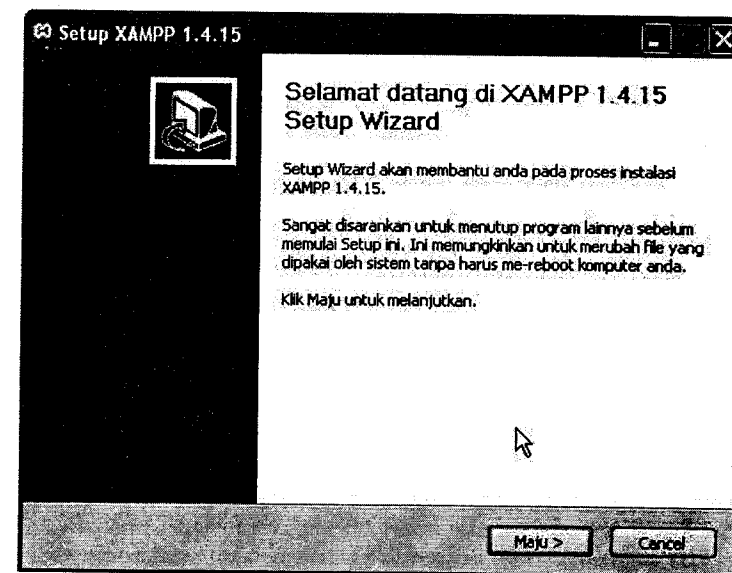 Setup XAMPP 1.4.15
Selamat datang di XAMPP 1.4.15
Setup Wizard
Setup Wizard akan membantu anda pada proses instalasi
XAMPP 1.4.15.
Sangat disarankan untuk menutup program lainnya sebelum
memulai Setup ini. Ini memungkinkan untuk merubah file yang
dipakai oleh sistem tanpa harus me-reboot komputer anda.
Klik Maju untuk melanjutkan.
Maju >
Cancel